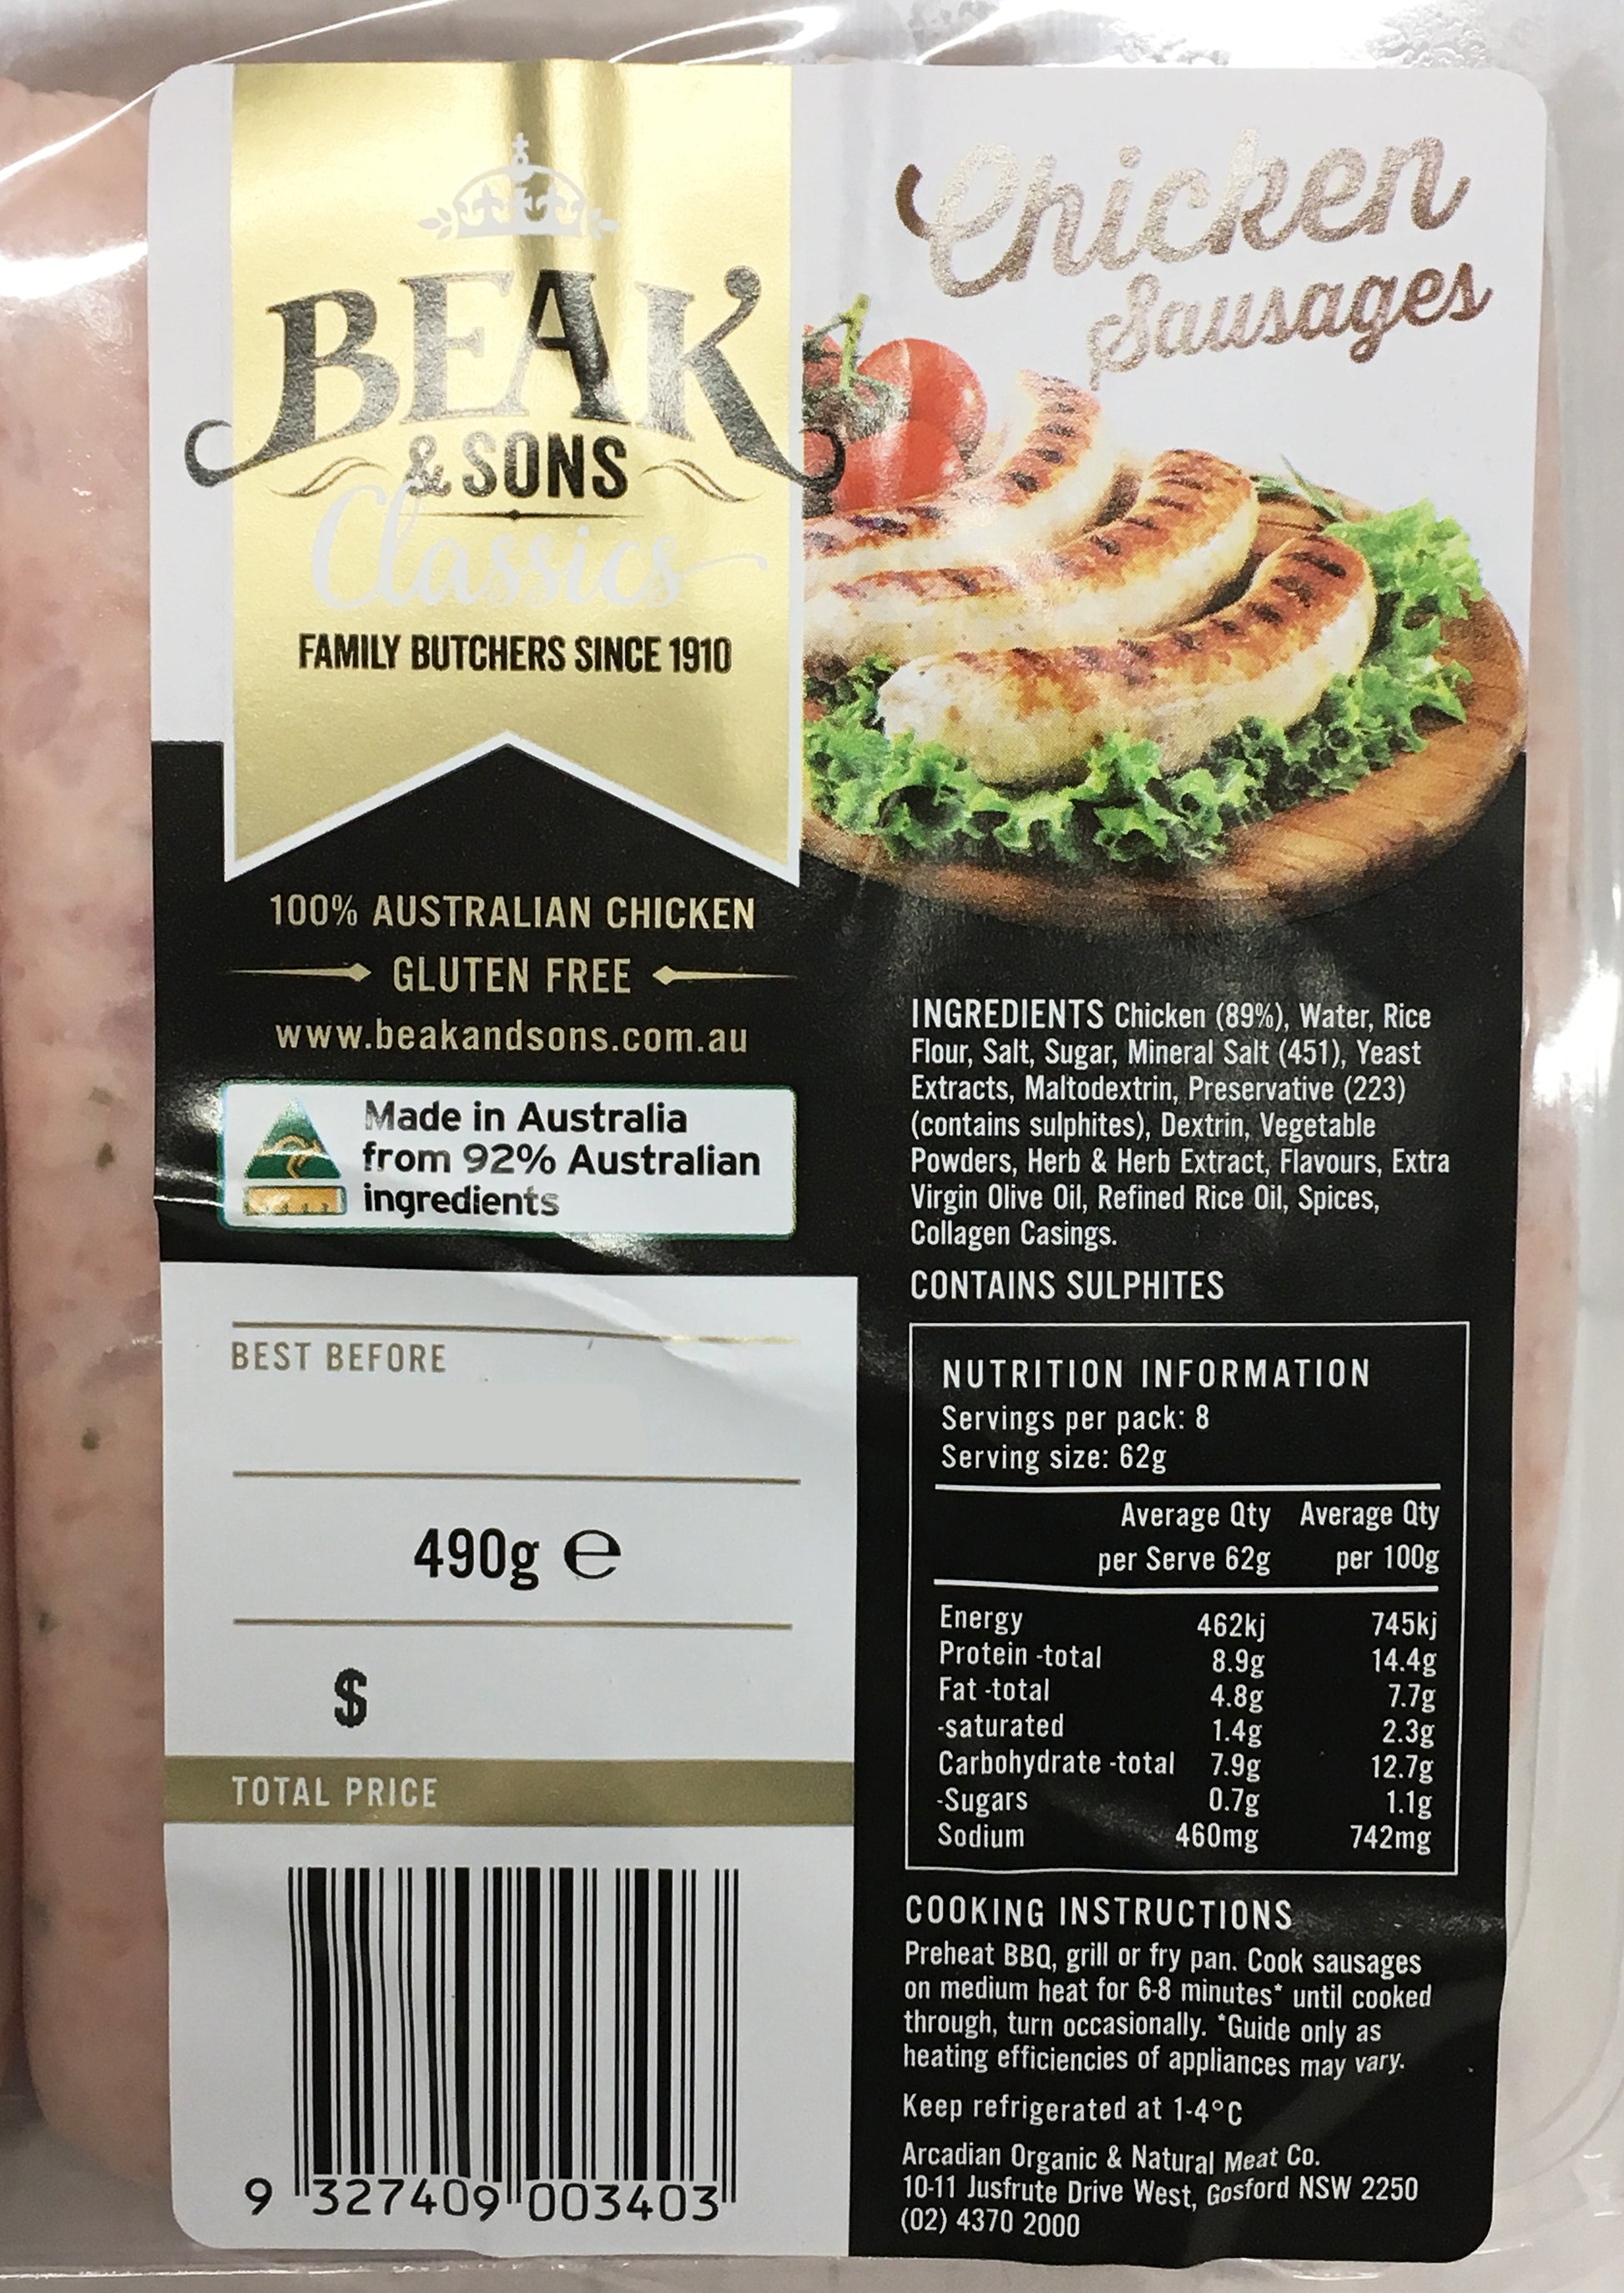 BEAK
& SONS
Classics
FAMILY BUTCHERS SINCE 1910
Chicken
Sausages
100% AUSTRALIAN CHICKEN
GLUTEN FREE
www.beakandsons.com.au
Made in Australia
from 92% Australian
ingredients
BEST BEFORE
490g ℮
$
TOTAL PRICE
9 327409 003403
INGREDIENTS Chicken (89%), Water, Rice
Flour, Salt, Sugar, Mineral Salt (451), Yeast
Extracts, Maltodextrin, Preservative (223)
(contains sulphites), Dextrin, Vegetable
Powders, Herb & Herb Extract, Flavours, Extra
Virgin Olive Oil, Refined Rice Oil, Spices,
Collagen Casings.
CONTAINS SULPHITES
NUTRITION INFORMATION
Servings per pack: 8
Serving size: 62g
Average Qty Average Qty
per Serve 62g per 100g
Energy 462kj 745kj
Protein -total 8.9g 14.4g
Fat -total 4.8g 7.7g
-saturated 1.4g 2.3g
Carbohydrate -total 7.9g 12.7g
-Sugars 0.7g 1.1g
Sodium 460mg 742mg
COOKING INSTRUCTIONS
Preheat BBQ, grill or fry pan. Cook sausages
on medium heat for 6-8 minutes* until cooked
through, turn occasionally. *Guide only as
heating efficiencies of appliances may vary.
Keep refrigerated at 1-4°C
Arcadian Organic & Natural Meat Co.
10-11 Jusfrute Drive West, Gosford NSW 2250
(02) 4370 2000